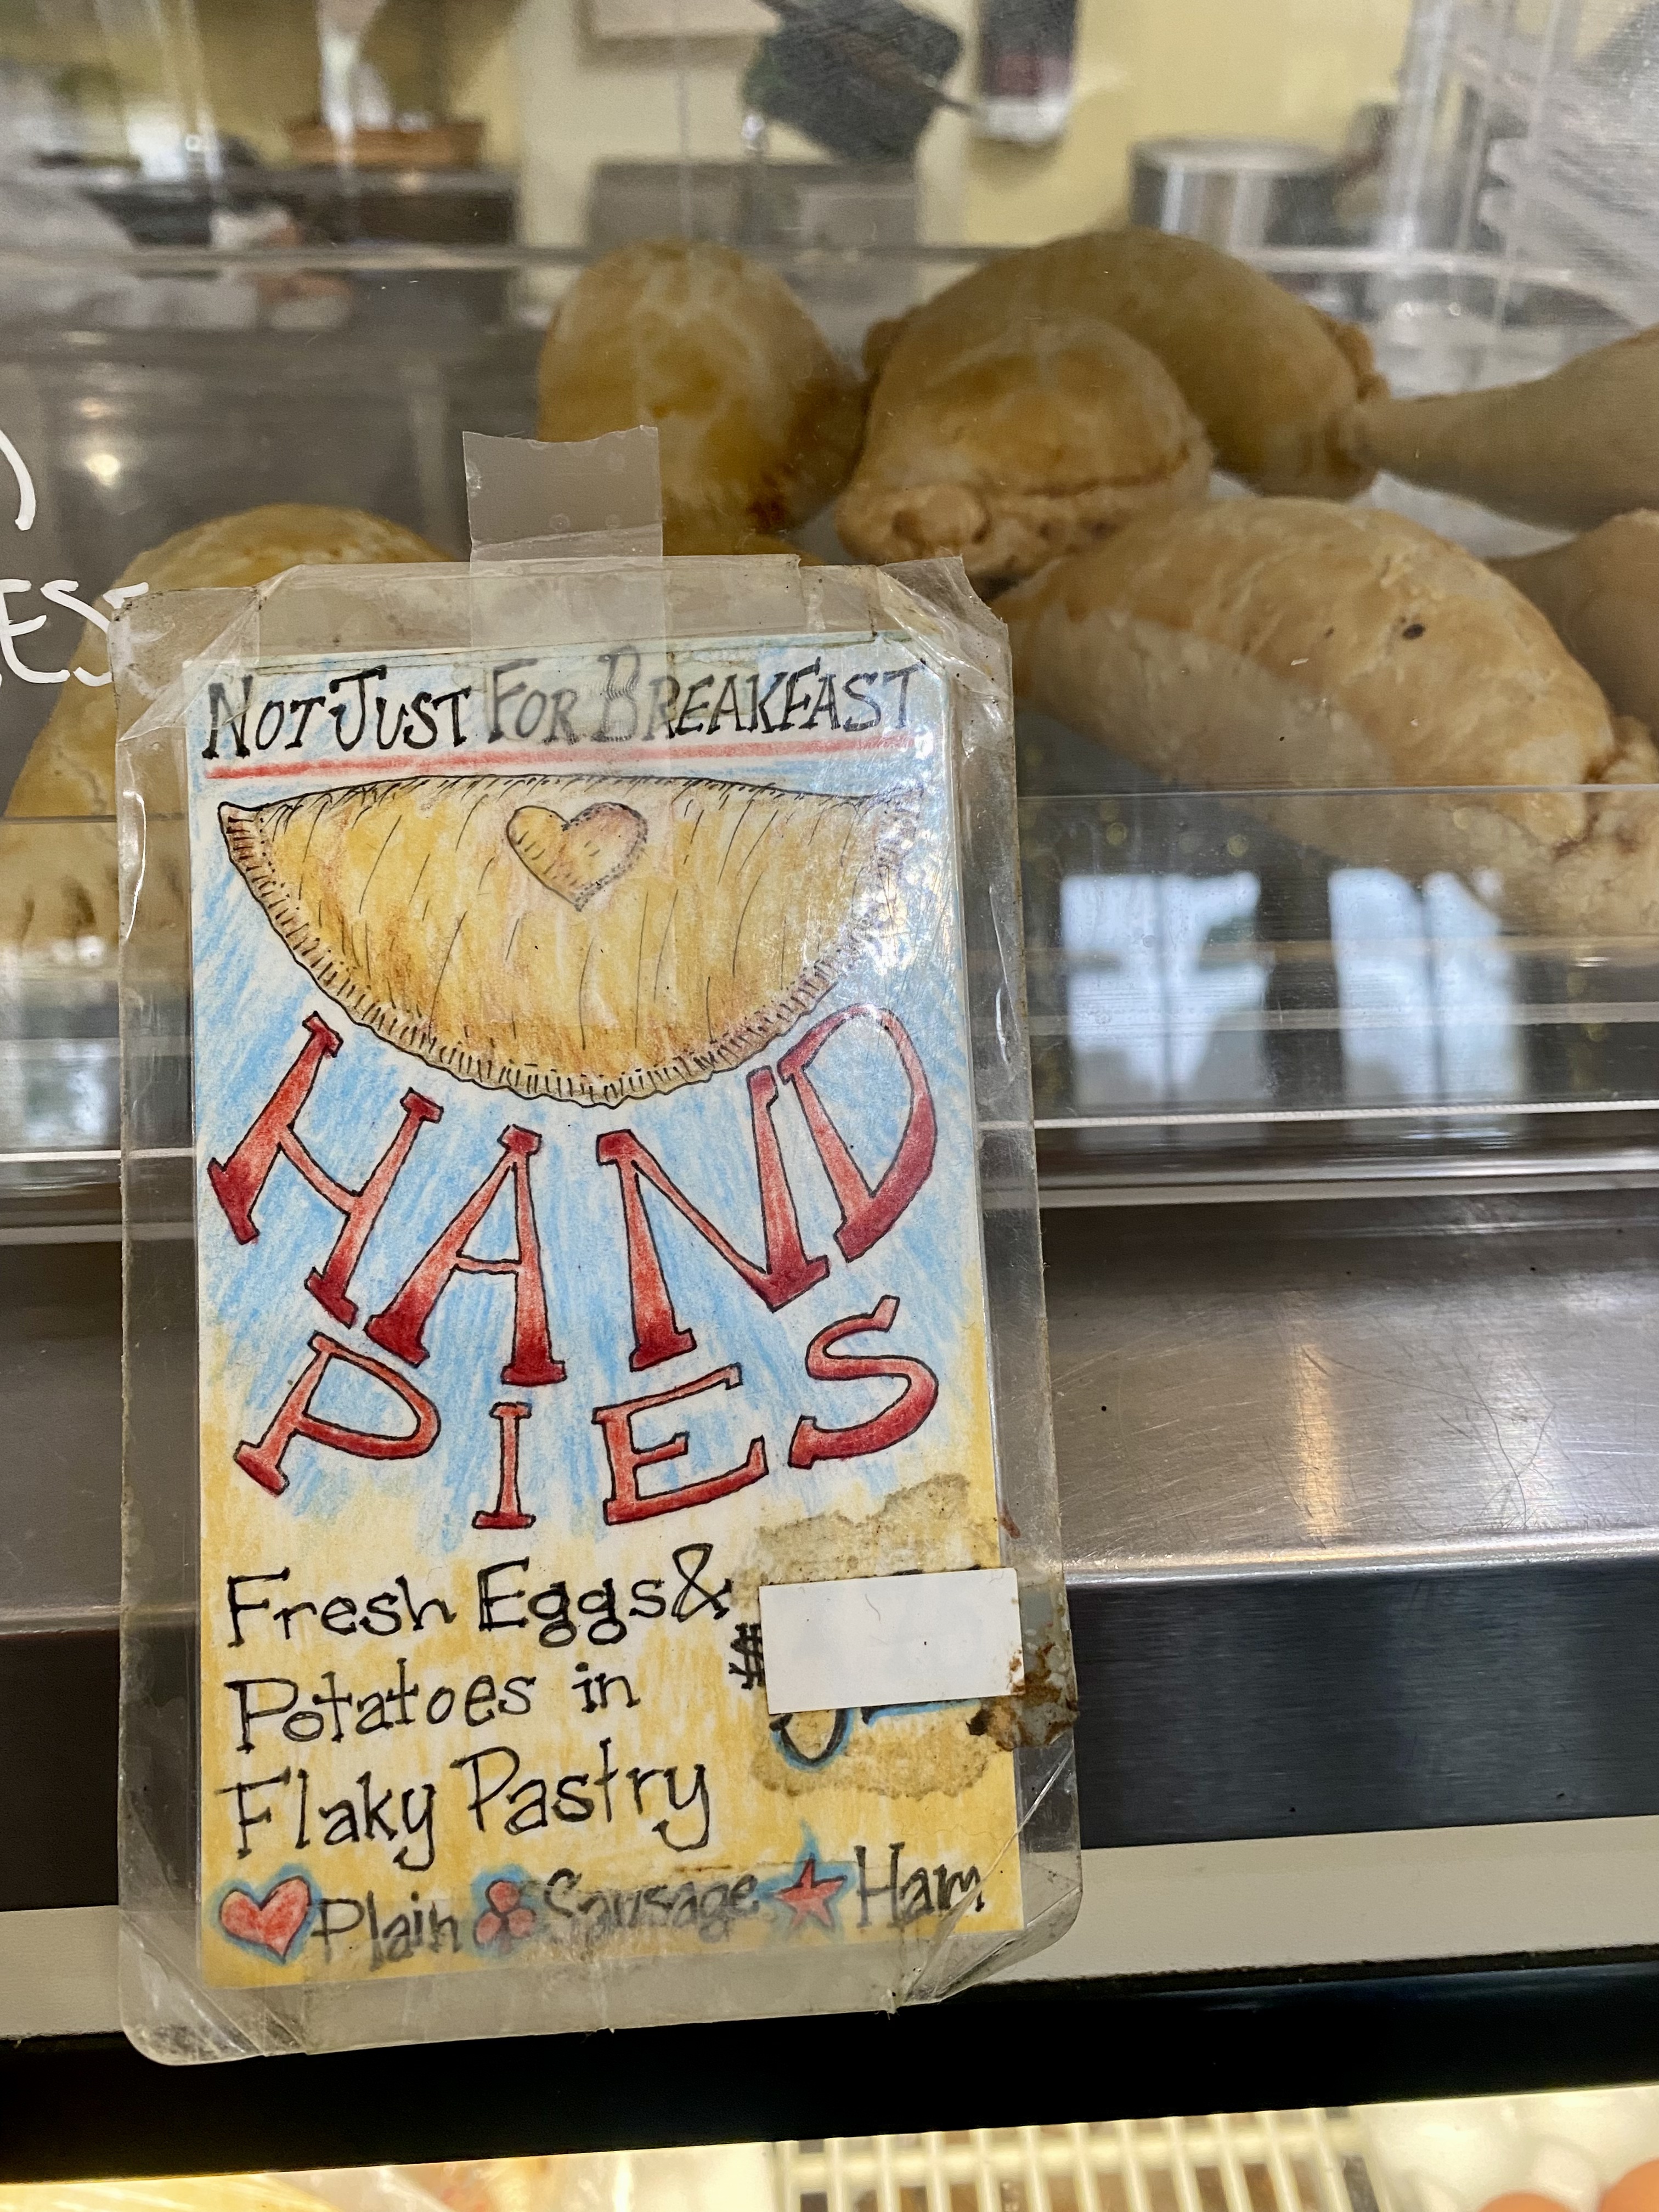 NOT JUST FOR BREAKFAST
HAND
PIES
Fresh Eggs &
Potatoes in
Flaky Pastry
$
Plain Sausage Ham